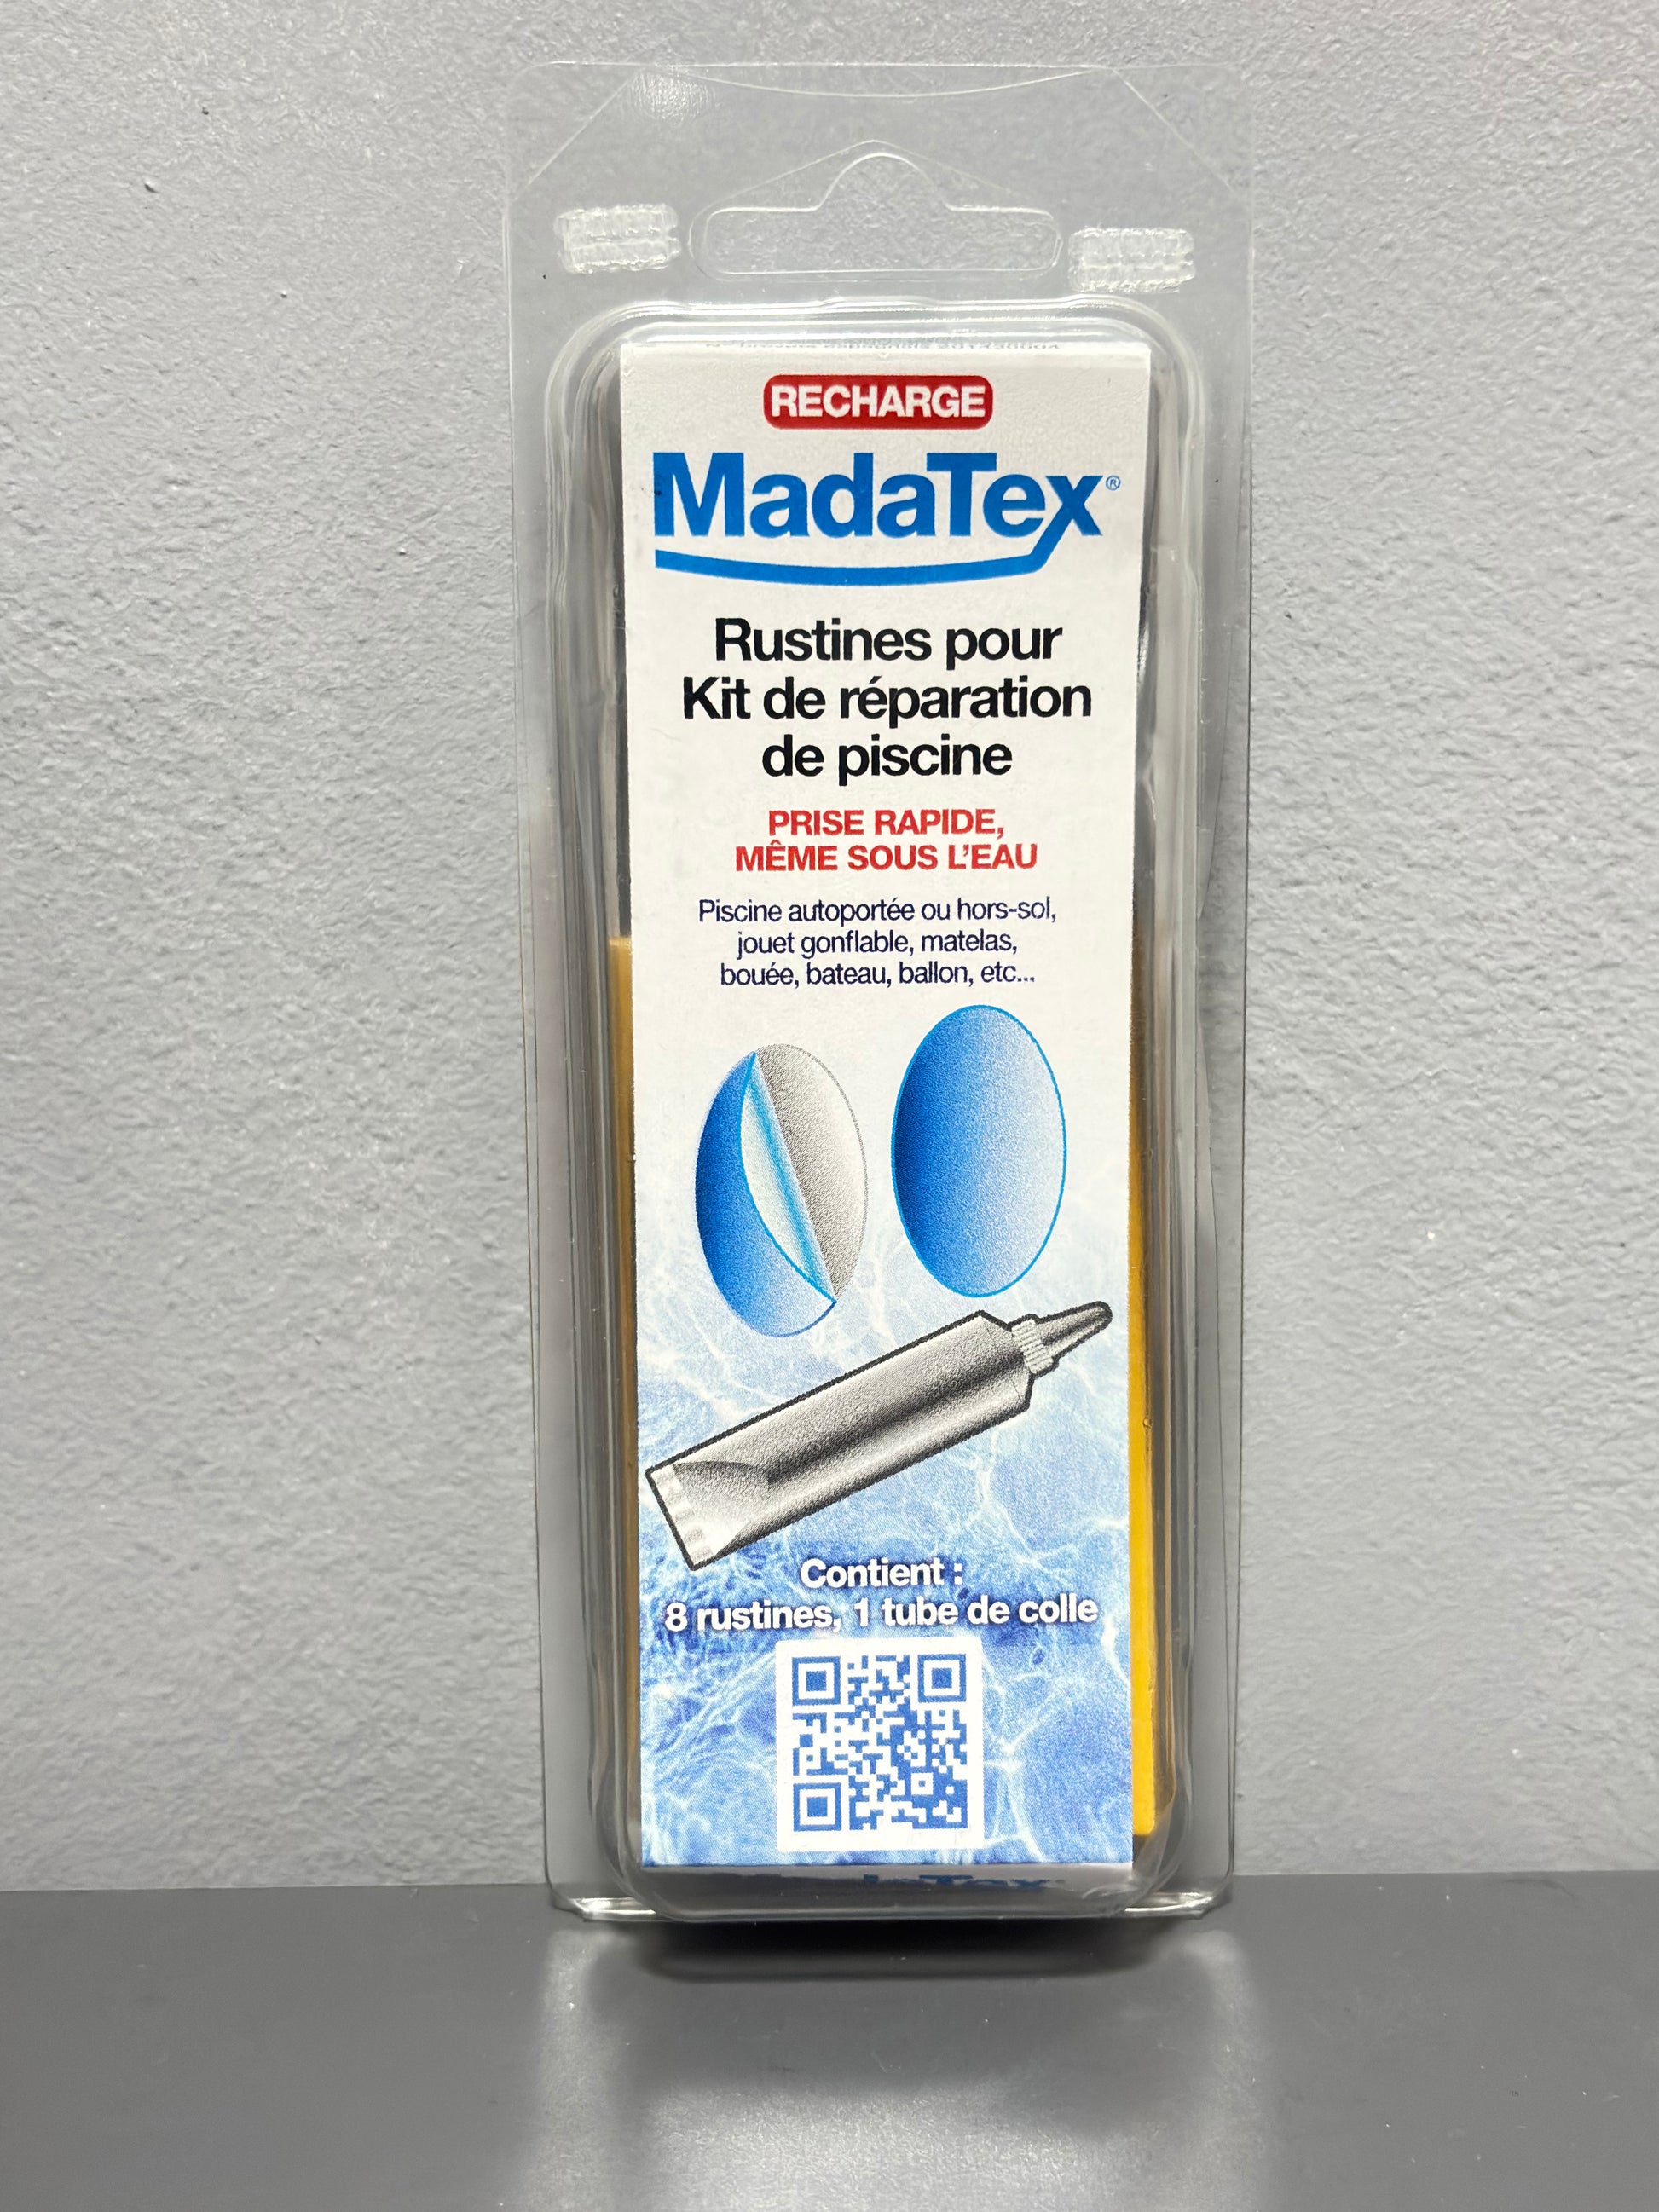 RECHARGE
MadaTex®
Rustines pour
Kit de réparation
de piscine
PRISE RAPIDE,
MÊME SOUS L'EAU
Piscine autoportée ou hors-sol,
jouet gonflable, matelas,
bouée, bateau, ballon, etc...
Contient :
8 rustines, 1 tube de colle
MadaTex